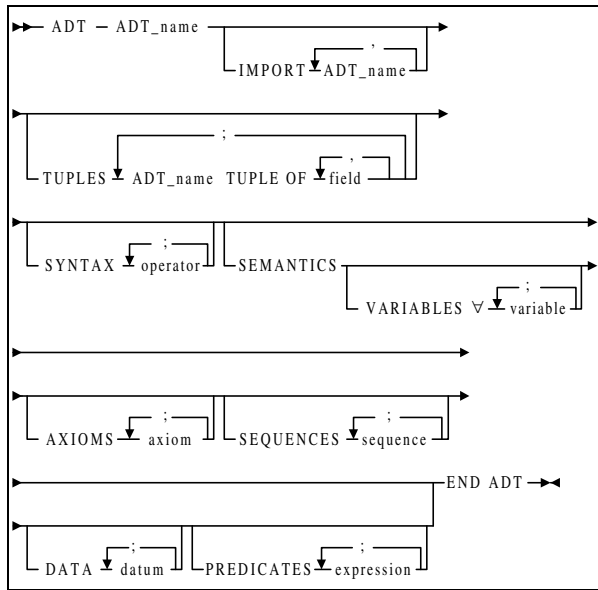 ADT – ADT_name
,
IMPORT ADT_name
;
,
TUPLES ADT_name TUPLE OF field
;
SYNTAX operator
SEMANTICS
;
VARIABLES ∀ variable
;
;
AXIOMS axiom
SEQUENCES sequence
END ADT
;
;
DATA datum
PREDICATES expression